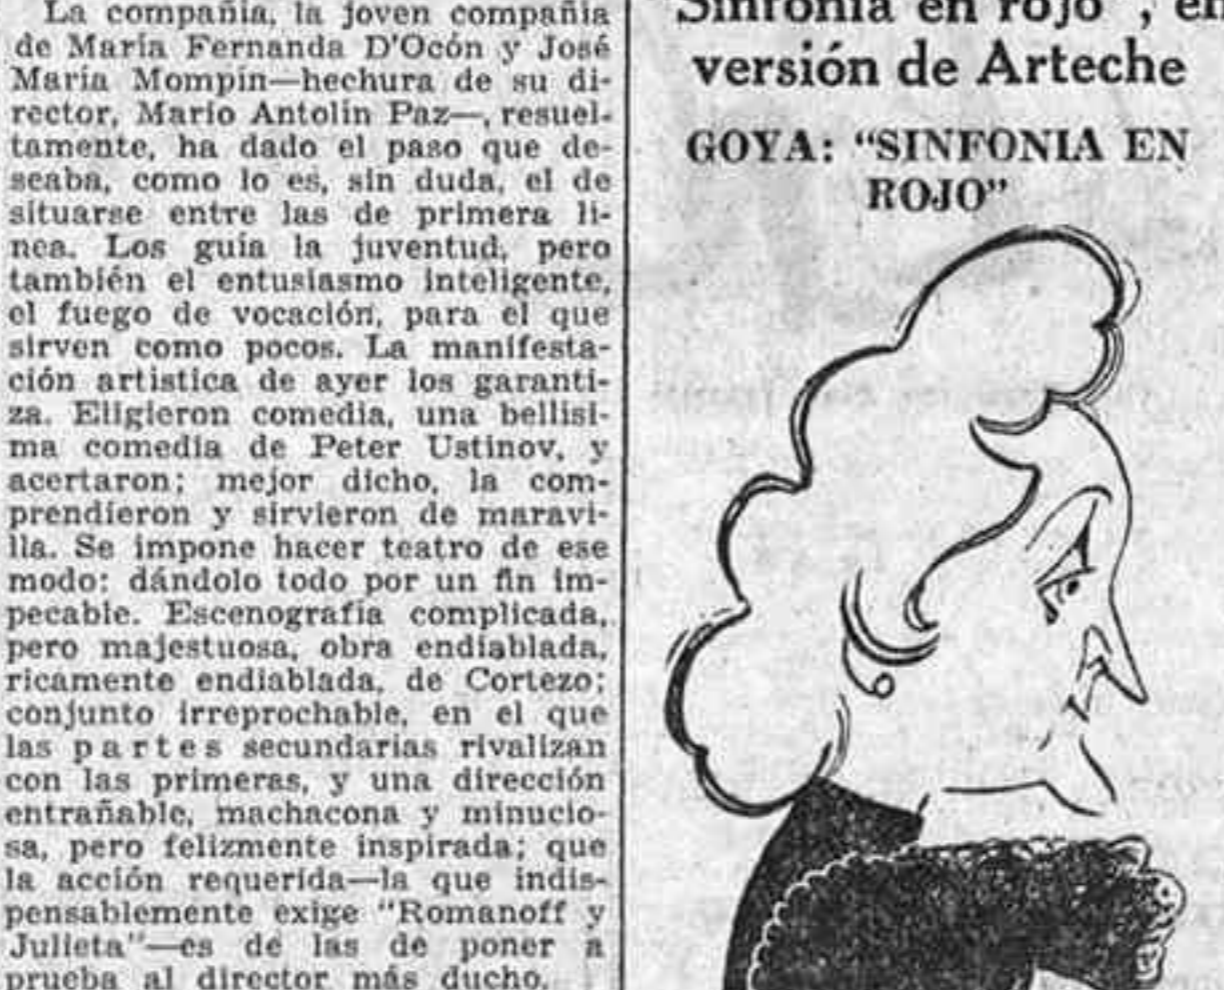 La compañía, la joven compañía
de María Fernanda D'Ocón y José
María Mompín—hechura de su di-
rector, Mario Antolín Paz—, resuel-
tamente, ha dado el paso que de-
seaba, como lo es, sin duda, el de
situarse entre las de primera lí-
nea. Los guía la juventud, pero
también el entusiasmo inteligente,
el fuego de vocación, para el que
sirven como pocos. La manifesta-
ción artística de ayer los garanti-
za. Eligieron comedia, una bellísi-
ma comedia de Peter Ustinov, y
acertaron; mejor dicho, la com-
prendieron y sirvieron de maravi-
lla. Se impone hacer teatro de ese
modo: dándolo todo por un fin im-
pecable. Escenografía complicada,
pero majestuosa, obra endiablada,
ricamente endiablada, de Cortezo;
conjunto irreprochable, en el que
las partes secundarias rivalizan
con las primeras, y una dirección
entrañable, machacona y minucio-
sa, pero felizmente inspirada; que
la acción requerida—la que indis-
pensablemente exige "Romanoff y
Julieta"—es de las de poner a
prueba al director más ducho.
Sinfonía en rojo", en
versión de Arteche
GOYA: "SINFONIA EN
ROJO"